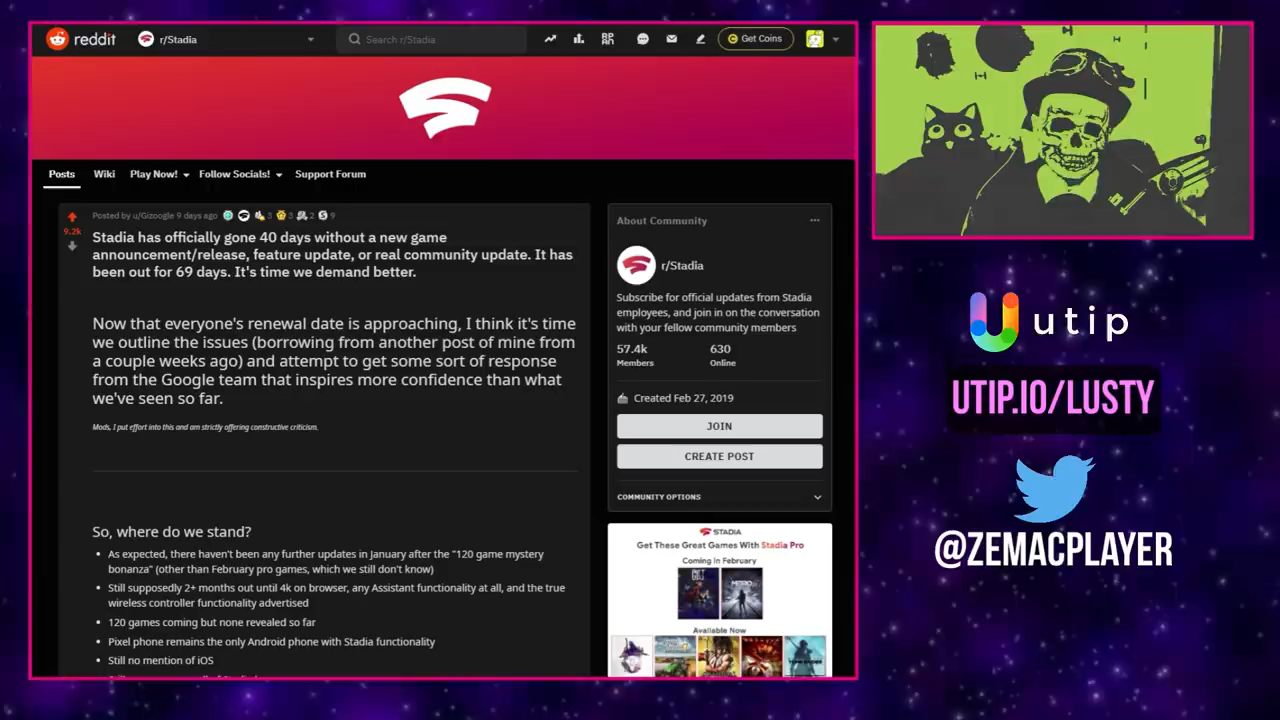 reddit
r/Stadia
Search r/Stadia
Get Coins
Posts
Wiki
Play Now!
Follow Socials!
Support Forum
Posted by u/Gizoogle 9 days ago
3
3
2
9
9.2k
Stadia has officially gone 40 days without a new game
announcement/release, feature update, or real community update. It has
been out for 69 days. It's time we demand better.
Now that everyone's renewal date is approaching, I think it's time
we outline the issues (borrowing from another post of mine from
a couple weeks ago) and attempt to get some sort of response
from the Google team that inspires more confidence than what
we've seen so far.
Mods, I put effort into this and am strictly offering constructive criticism.
So, where do we stand?
• As expected, there haven't been any further updates in January after the "120 game mystery
bonanza" (other than February pro games, which we still don't know)
• Still supposedly 2+ months out until 4k on browser, any Assistant functionality at all, and the true
wireless controller functionality advertised
• 120 games coming but none revealed so far
• Pixel phone remains the only Android phone with Stadia functionality
• Still no mention of iOS
About Community
r/Stadia
Subscribe for official updates from Stadia
employees, and join in on the conversation
with your fellow community members
57.4k
630
Members
Online
Created Feb 27, 2019
JOIN
CREATE POST
COMMUNITY OPTIONS
STADIA
Get These Great Games With Stadia Pro
Coming in February
Available Now
utip
UTIP.IO/LUSTY
@ZEMACPLAYER